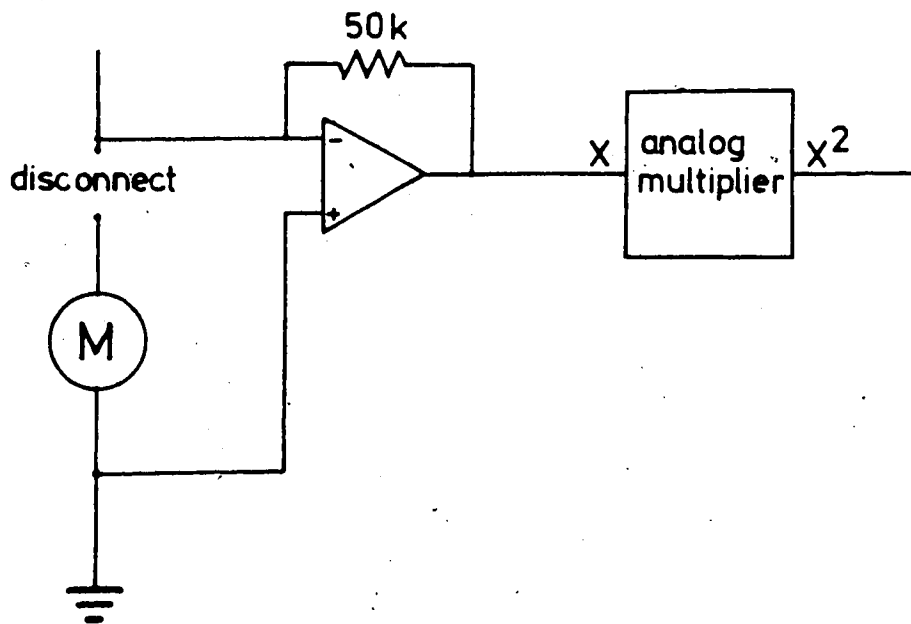 50k
-
X
analog
multiplier
X²
disconnect
+
M